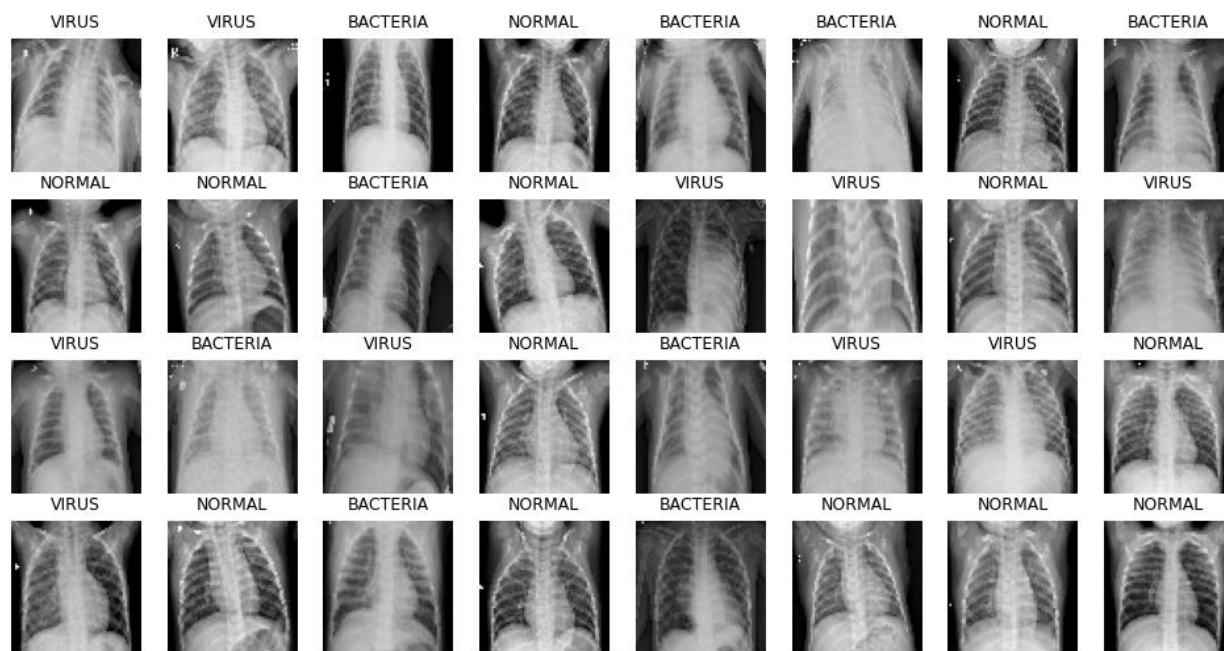 VIRUS VIRUS BACTERIA NORMAL BACTERIA BACTERIA NORMAL BACTERIA
NORMAL NORMAL BACTERIA NORMAL VIRUS VIRUS NORMAL VIRUS
VIRUS BACTERIA VIRUS NORMAL BACTERIA VIRUS VIRUS NORMAL
VIRUS NORMAL BACTERIA NORMAL BACTERIA NORMAL NORMAL NORMAL